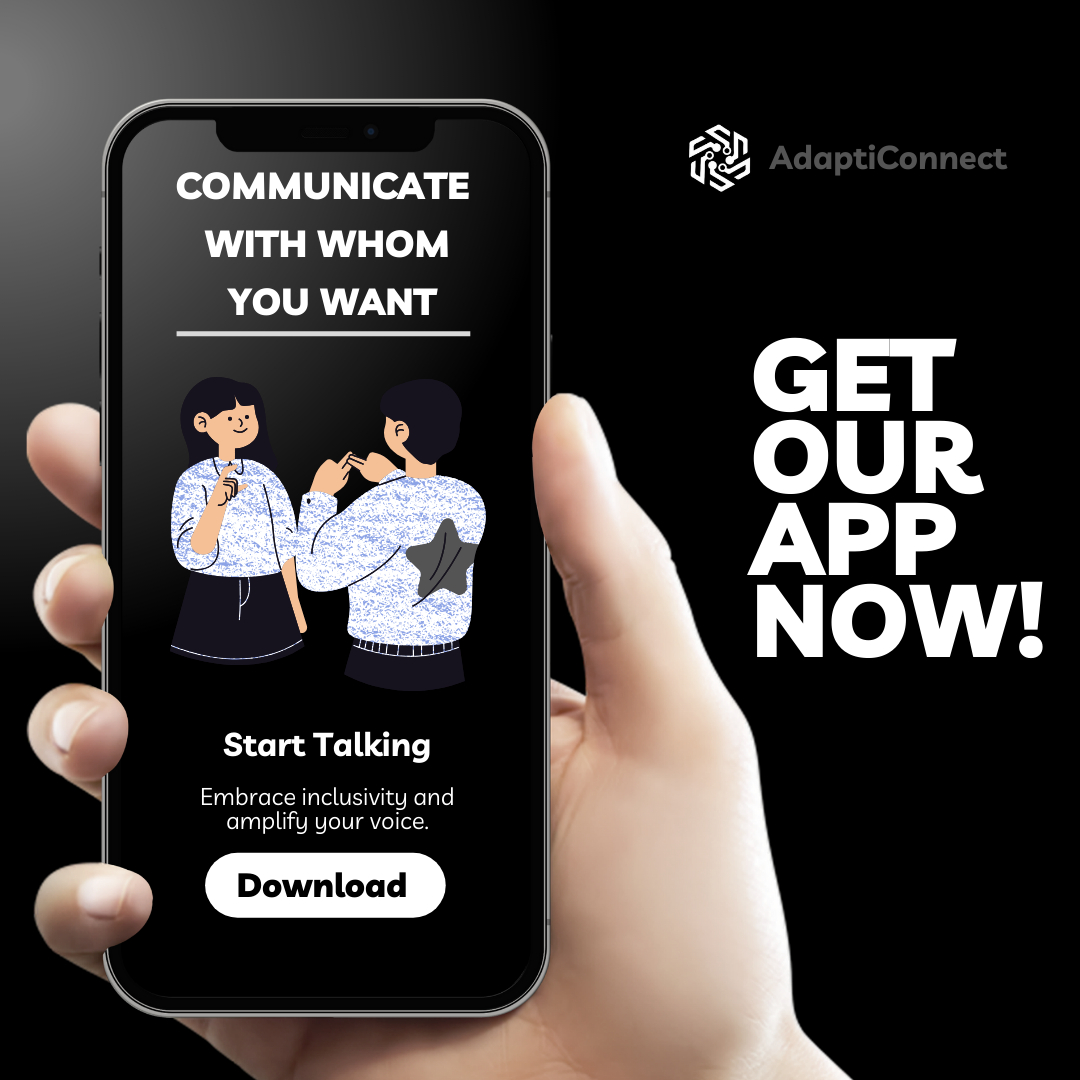 COMMUNICATE
WITH WHOM
YOU WANT
Start Talking
Embrace inclusivity and
amplify your voice.
Download
AdaptiConnect
GET
OUR
APP
NOW!